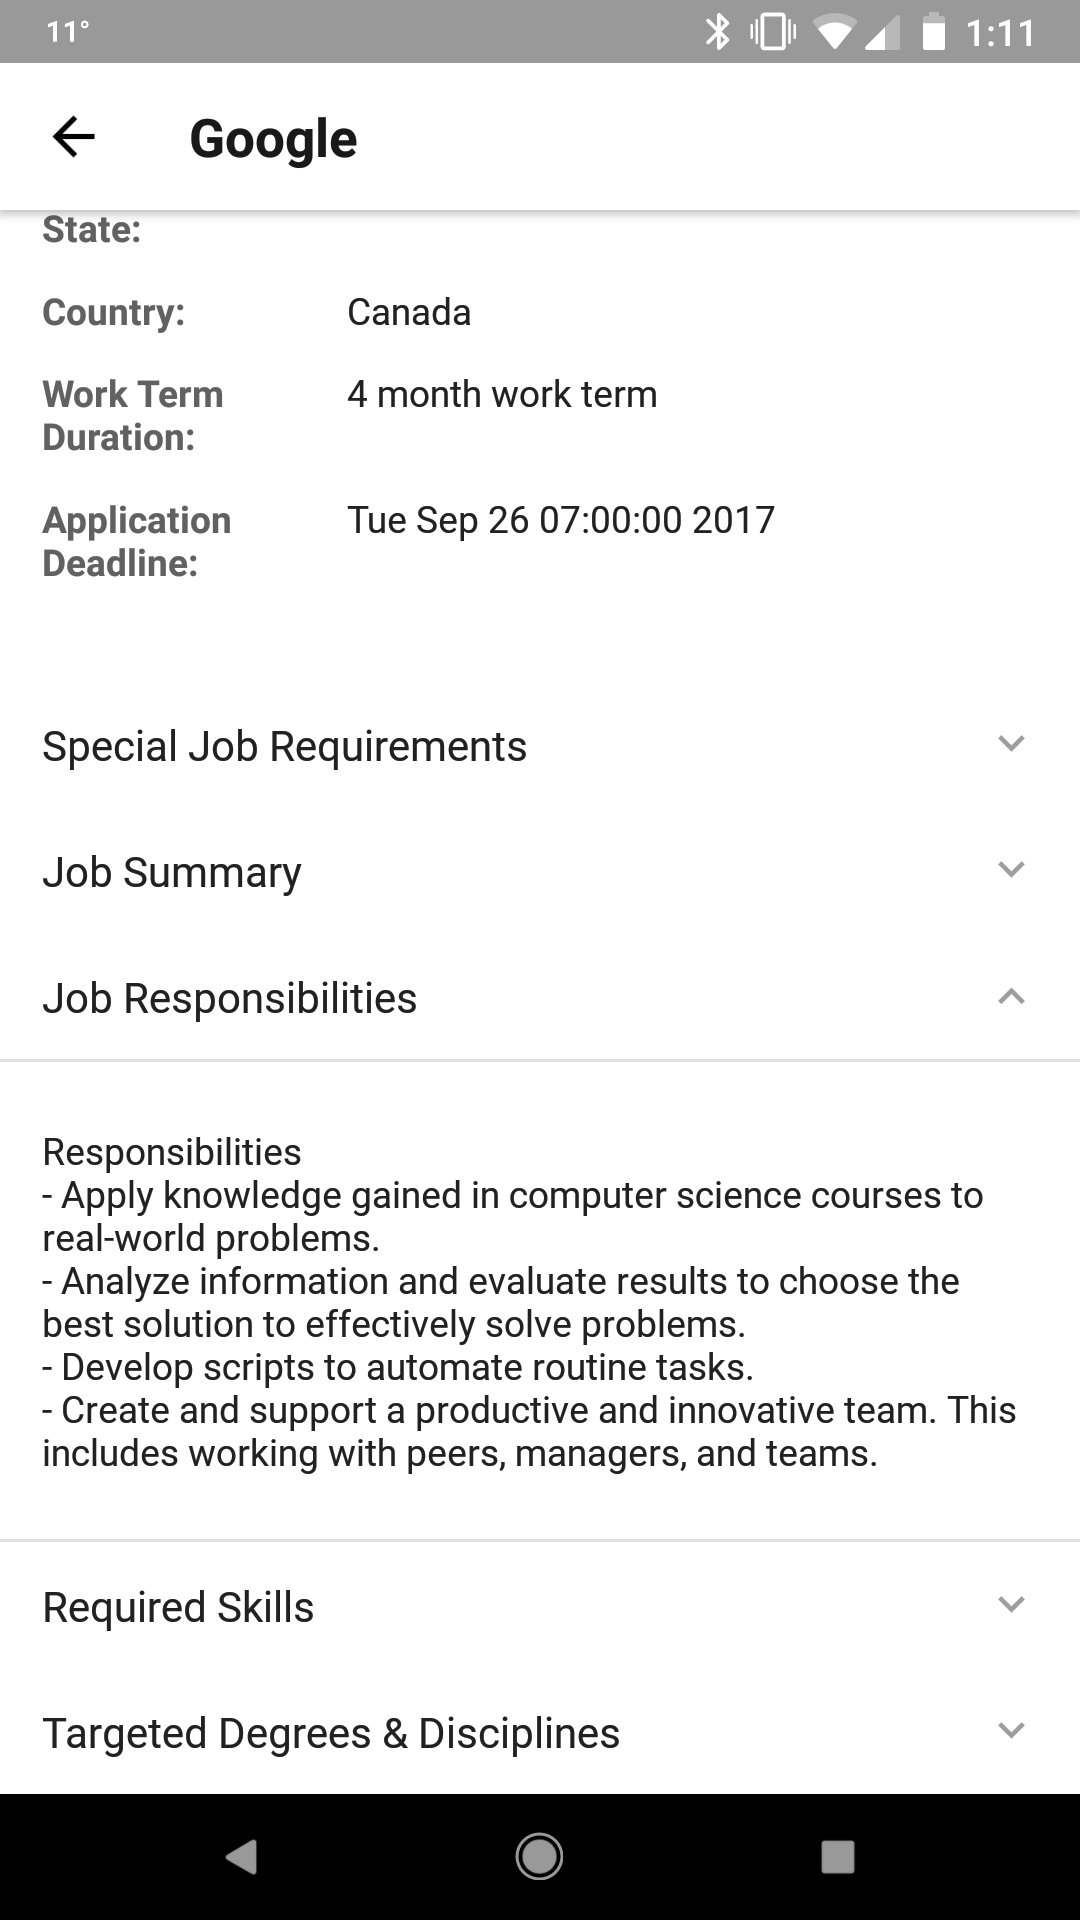 11°
1:11
Google
State:
Country: Canada
Work Term 4 month work term
Duration:
Application Tue Sep 26 07:00:00 2017
Deadline:
Special Job Requirements
Job Summary
Job Responsibilities
Responsibilities
- Apply knowledge gained in computer science courses to
real-world problems.
- Analyze information and evaluate results to choose the
best solution to effectively solve problems.
- Develop scripts to automate routine tasks.
- Create and support a productive and innovative team. This
includes working with peers, managers, and teams.
Required Skills
Targeted Degrees & Disciplines